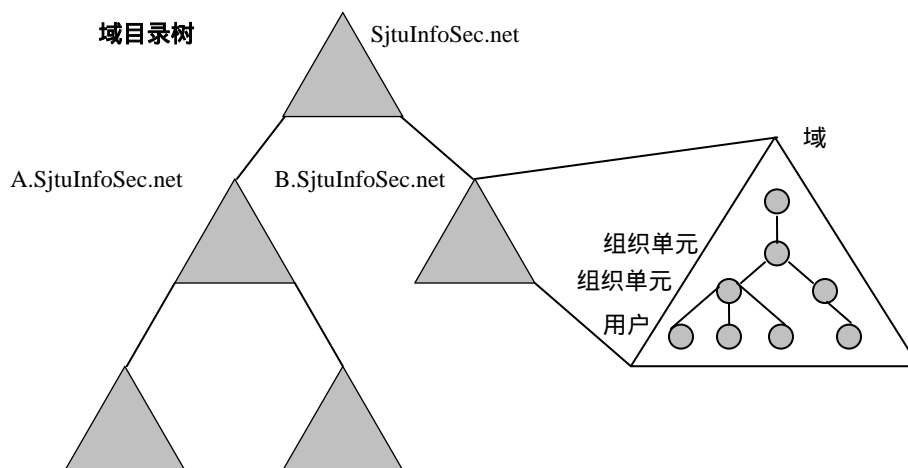 域目录树
SjtuInfoSec.net
域
A.SjtuInfoSec.net
B.SjtuInfoSec.net
组织单元
组织单元
用户